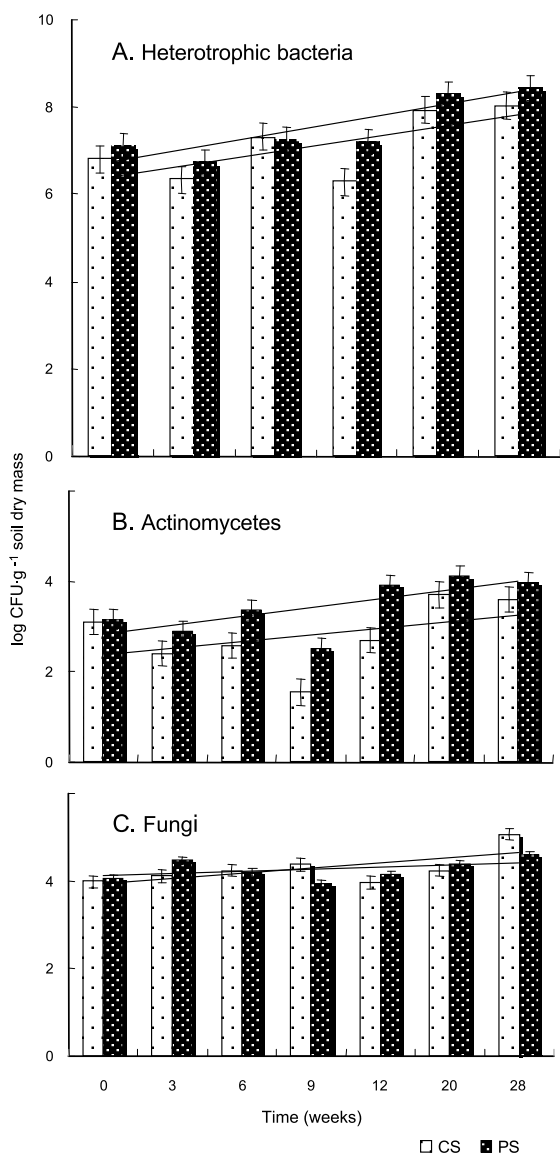 10
A. Heterotrophic bacteria
8
6
4
2
0
log CFU·g⁻¹ soil dry mass
B. Actinomycetes
4
2
0
C. Fungi
4
2
0
0 3 6 9 12 20 28
Time (weeks)
CS PS